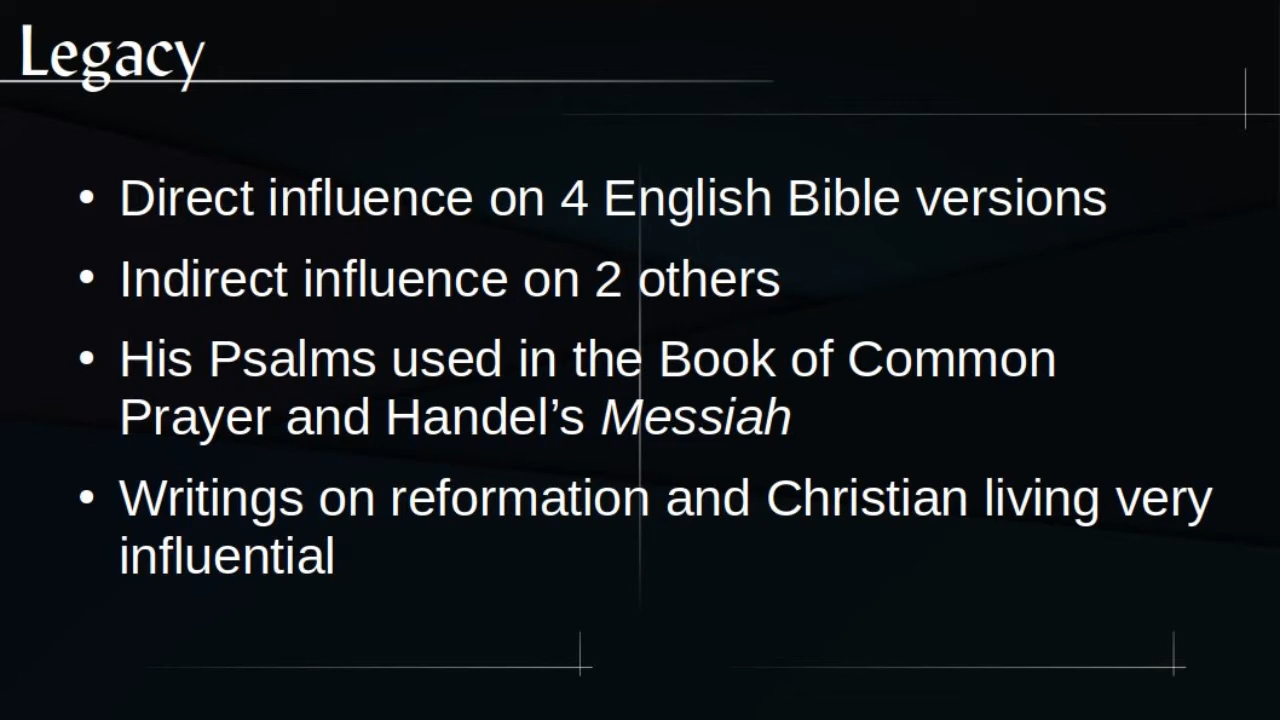 Legacy
• Direct influence on 4 English Bible versions
• Indirect influence on 2 others
• His Psalms used in the Book of Common
Prayer and Handel’s Messiah
• Writings on reformation and Christian living very
influential